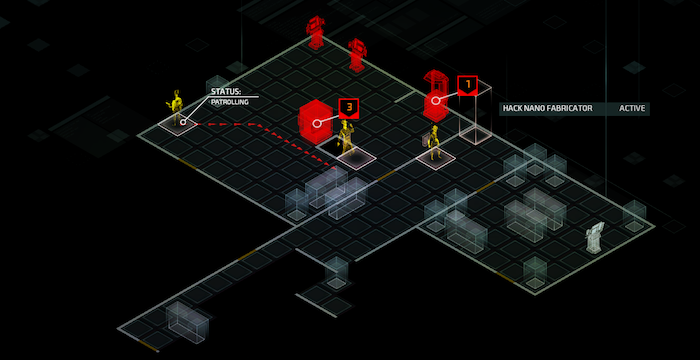 STATUS:
PATROLLING
3
1
HACK NANO FABRICATOR ACTIVE